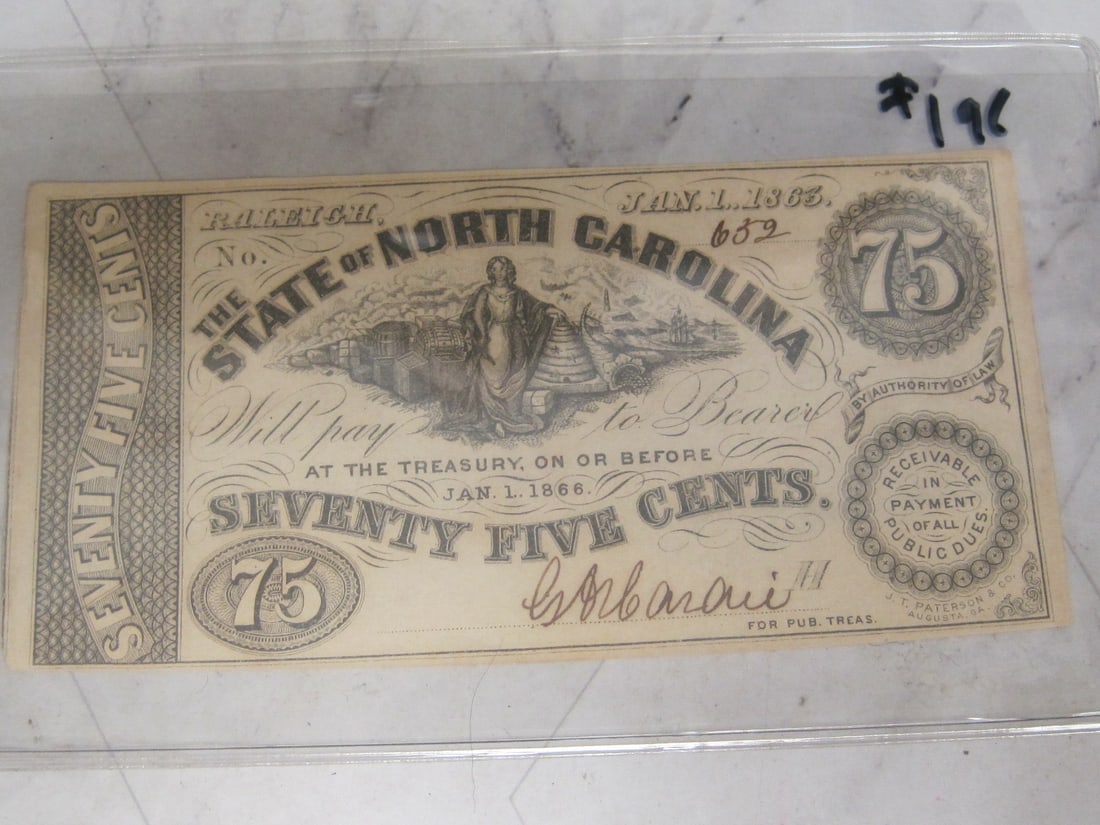 #196
RALEIGH. JAN. 1. 1863.
No. 652
THE STATE OF NORTH CAROLINA
75
SEVENTY FIVE CENTS
Will pay to Bearer
BY AUTHORITY OF LAW
AT THE TREASURY, ON OR BEFORE
JAN. 1. 1866.
SEVENTY FIVE CENTS.
RECEIVABLE
IN
PAYMENT
OF ALL
PUBLIC DUES.
75
FOR PUB. TREAS.
J. T. PATERSON & CO.
AUGUSTA, GA.